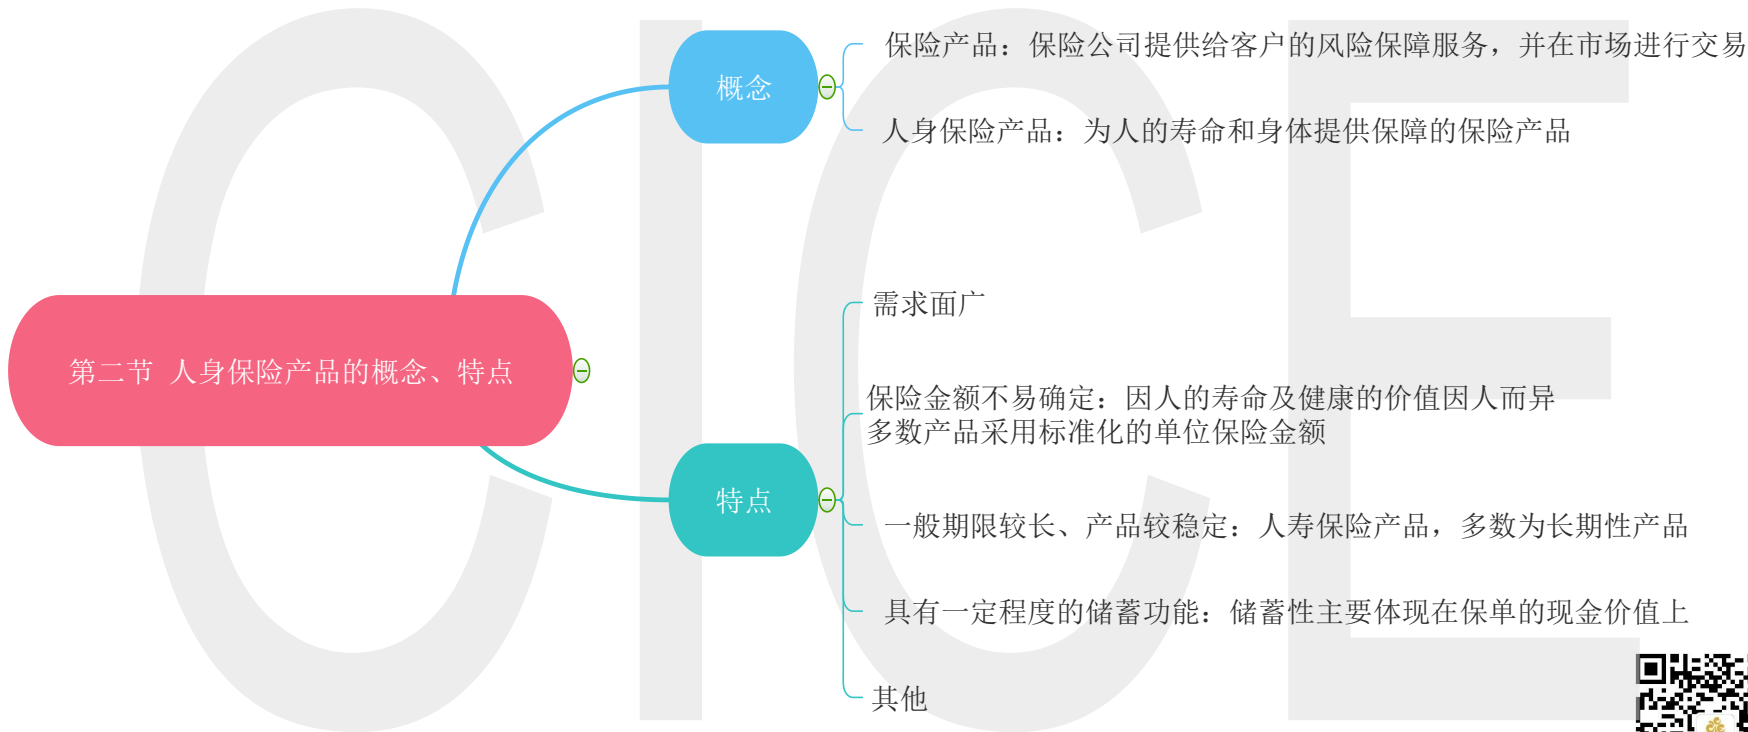 概念
保险产品：保险公司提供给客户的风险保障服务，并在市场进行交易
人身保险产品：为人的寿命和身体提供保障的保险产品
第二节 人身保险产品的概念、特点
特点
需求面广
保险金额不易确定：因人的寿命及健康的价值因人而异
多数产品采用标准化的单位保险金额
一般期限较长、产品较稳定：人寿保险产品，多数为长期性产品
具有一定程度的储蓄功能：储蓄性主要体现在保单的现金价值上
其他
CICE